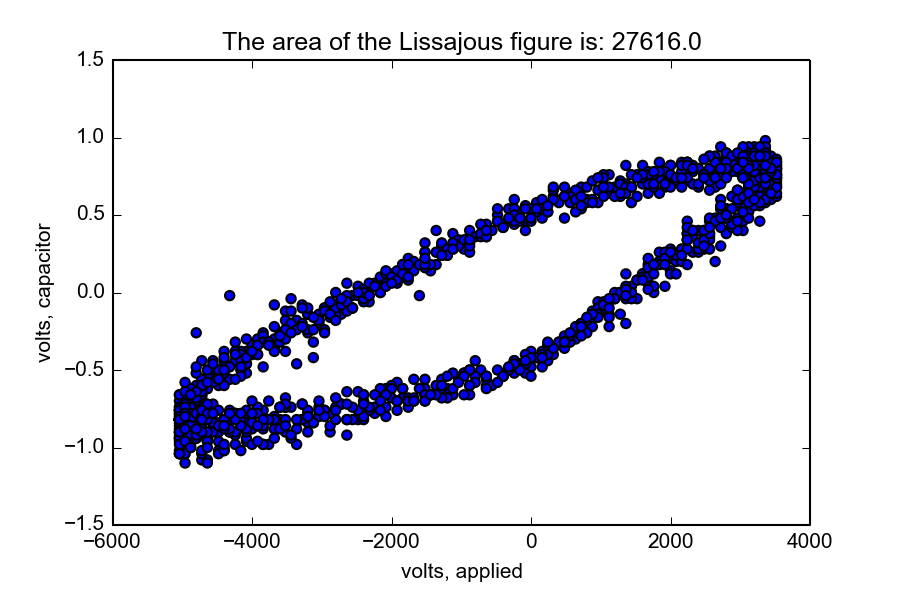 The area of the Lissajous figure is: 27616.0
1.5
1.0
0.5
0.0
−0.5
−1.0
−1.5
−6000 −4000 −2000 0 2000 4000
volts, capacitor
volts, applied